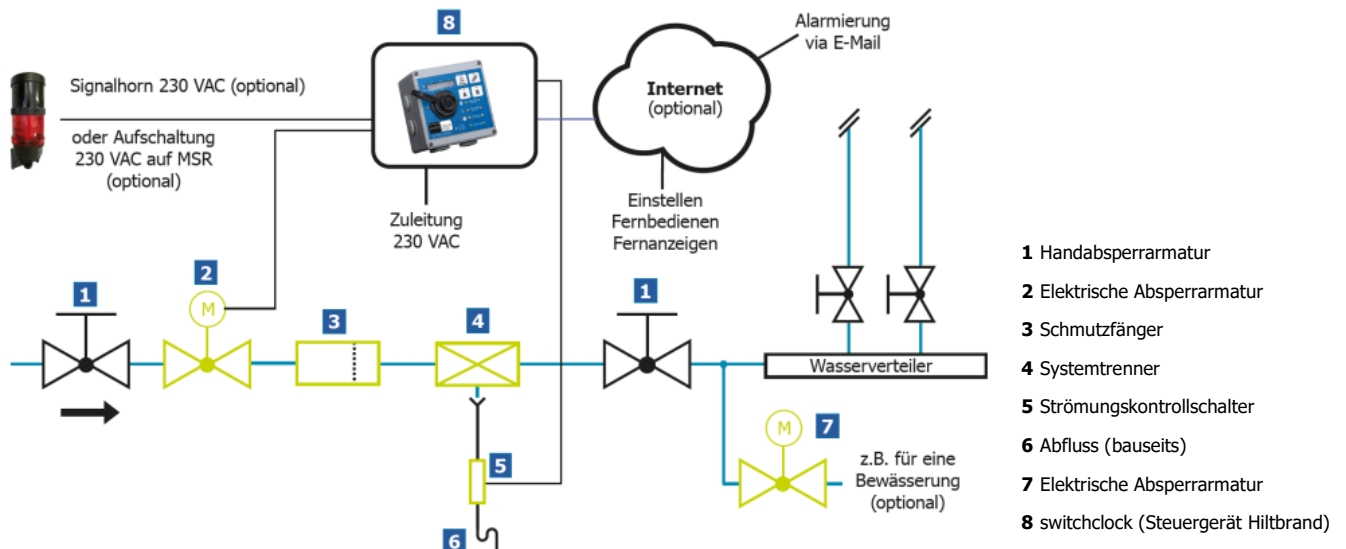 8
Alarmierung
via E-Mail
Signalhorn 230 VAC (optional)
Internet
(optional)
oder Aufschaltung
230 VAC auf MSR
(optional)
Zuleitung
230 VAC
Einstellen
Fernbedienen
Fernanzeigen
1
2
M
3
4
1
Wasserverteiler
5
6
M
7
z.B. für eine
Bewässerung
(optional)
1 Handabsperrarmatur
2 Elektrische Absperrarmatur
3 Schmutzfänger
4 Systemtrenner
5 Strömungskontrollschalter
6 Abfluss (bauseits)
7 Elektrische Absperrarmatur
8 switchclock (Steuergerät Hiltbrand)